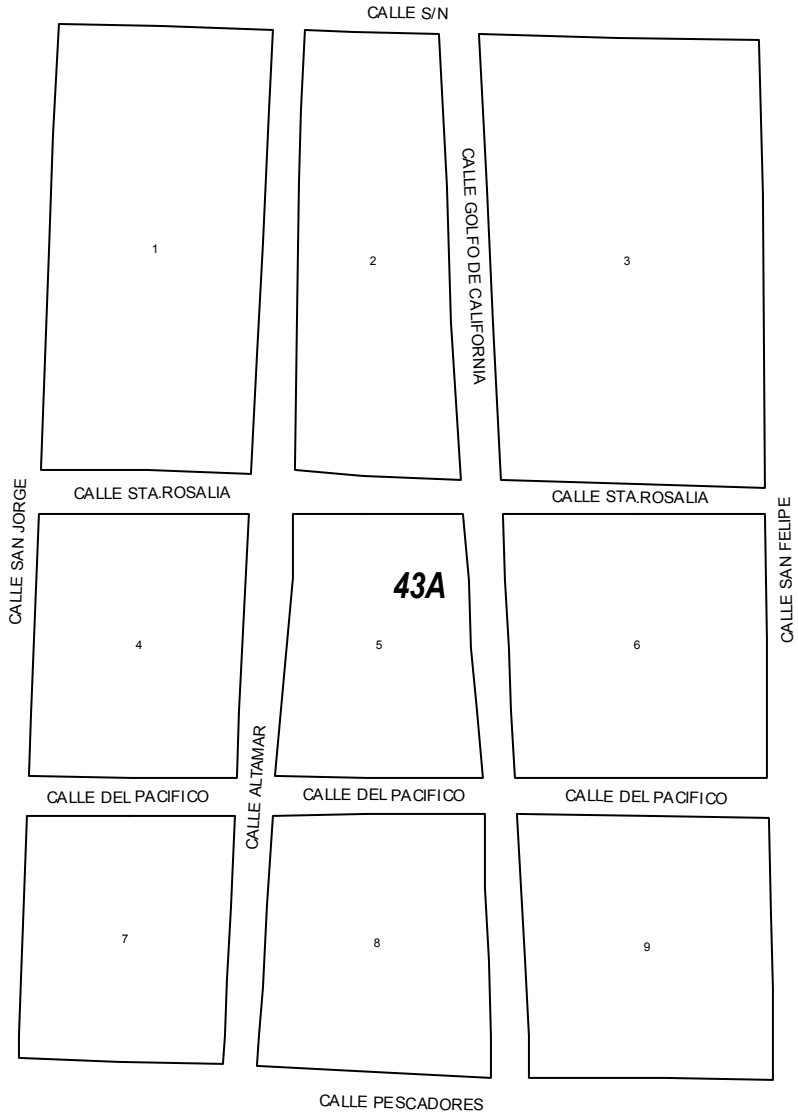 CALLE S/N
1
2
CALLE GOLFO DE CALIFORNIA
3
CALLE SAN JORGE
CALLE STA.ROSALIA
CALLE STA.ROSALIA
CALLE SAN FELIPE
43A
4
5
6
CALLE ALTAMAR
CALLE DEL PACIFICO
CALLE DEL PACIFICO
CALLE DEL PACIFICO
7
8
9
CALLE PESCADORES